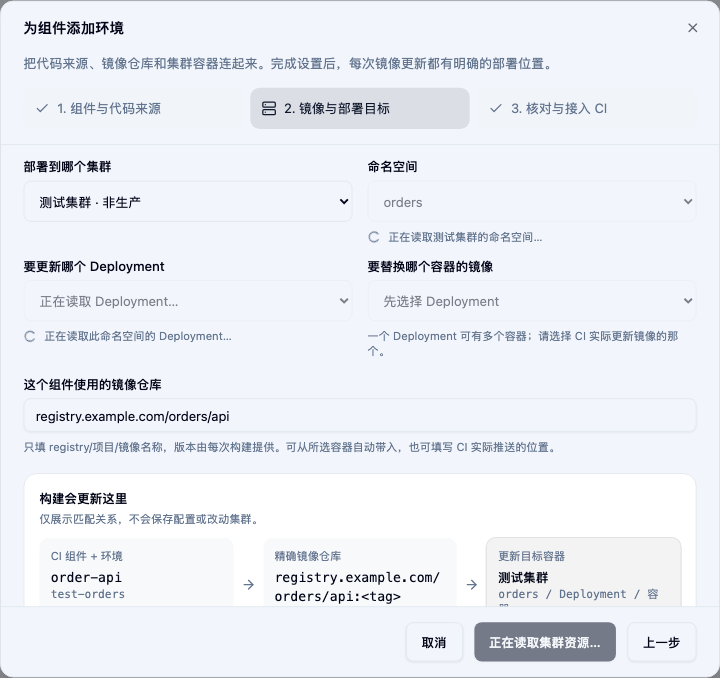 为组件添加环境
把代码来源、镜像仓库和集群容器连起来。完成设置后，每次镜像更新都有明确的部署位置。
1. 组件与代码来源
2. 镜像与部署目标
3. 核对与接入 CI
部署到哪个集群
命名空间
测试集群 · 非生产
orders
正在读取测试集群的命名空间...
要更新哪个 Deployment
要替换哪个容器的镜像
正在读取 Deployment...
先选择 Deployment
正在读取此命名空间的 Deployment...
一个 Deployment 可有多个容器；请选择 CI 实际更新镜像的那
个。
这个组件使用的镜像仓库
registry.example.com/orders/api
只填 registry/项目/镜像名称，版本由每次构建提供。可从所选容器自动带入，也可填写 CI 实际推送的位置。
构建会更新这里
仅展示匹配关系，不会保存配置或改动集群。
CI 组件 + 环境
order-api
test-orders
精确镜像仓库
registry.example.com/
orders/api:<tag>
更新目标容器
测试集群
orders / Deployment / 容
器
取消
正在读取集群资源...
上一步